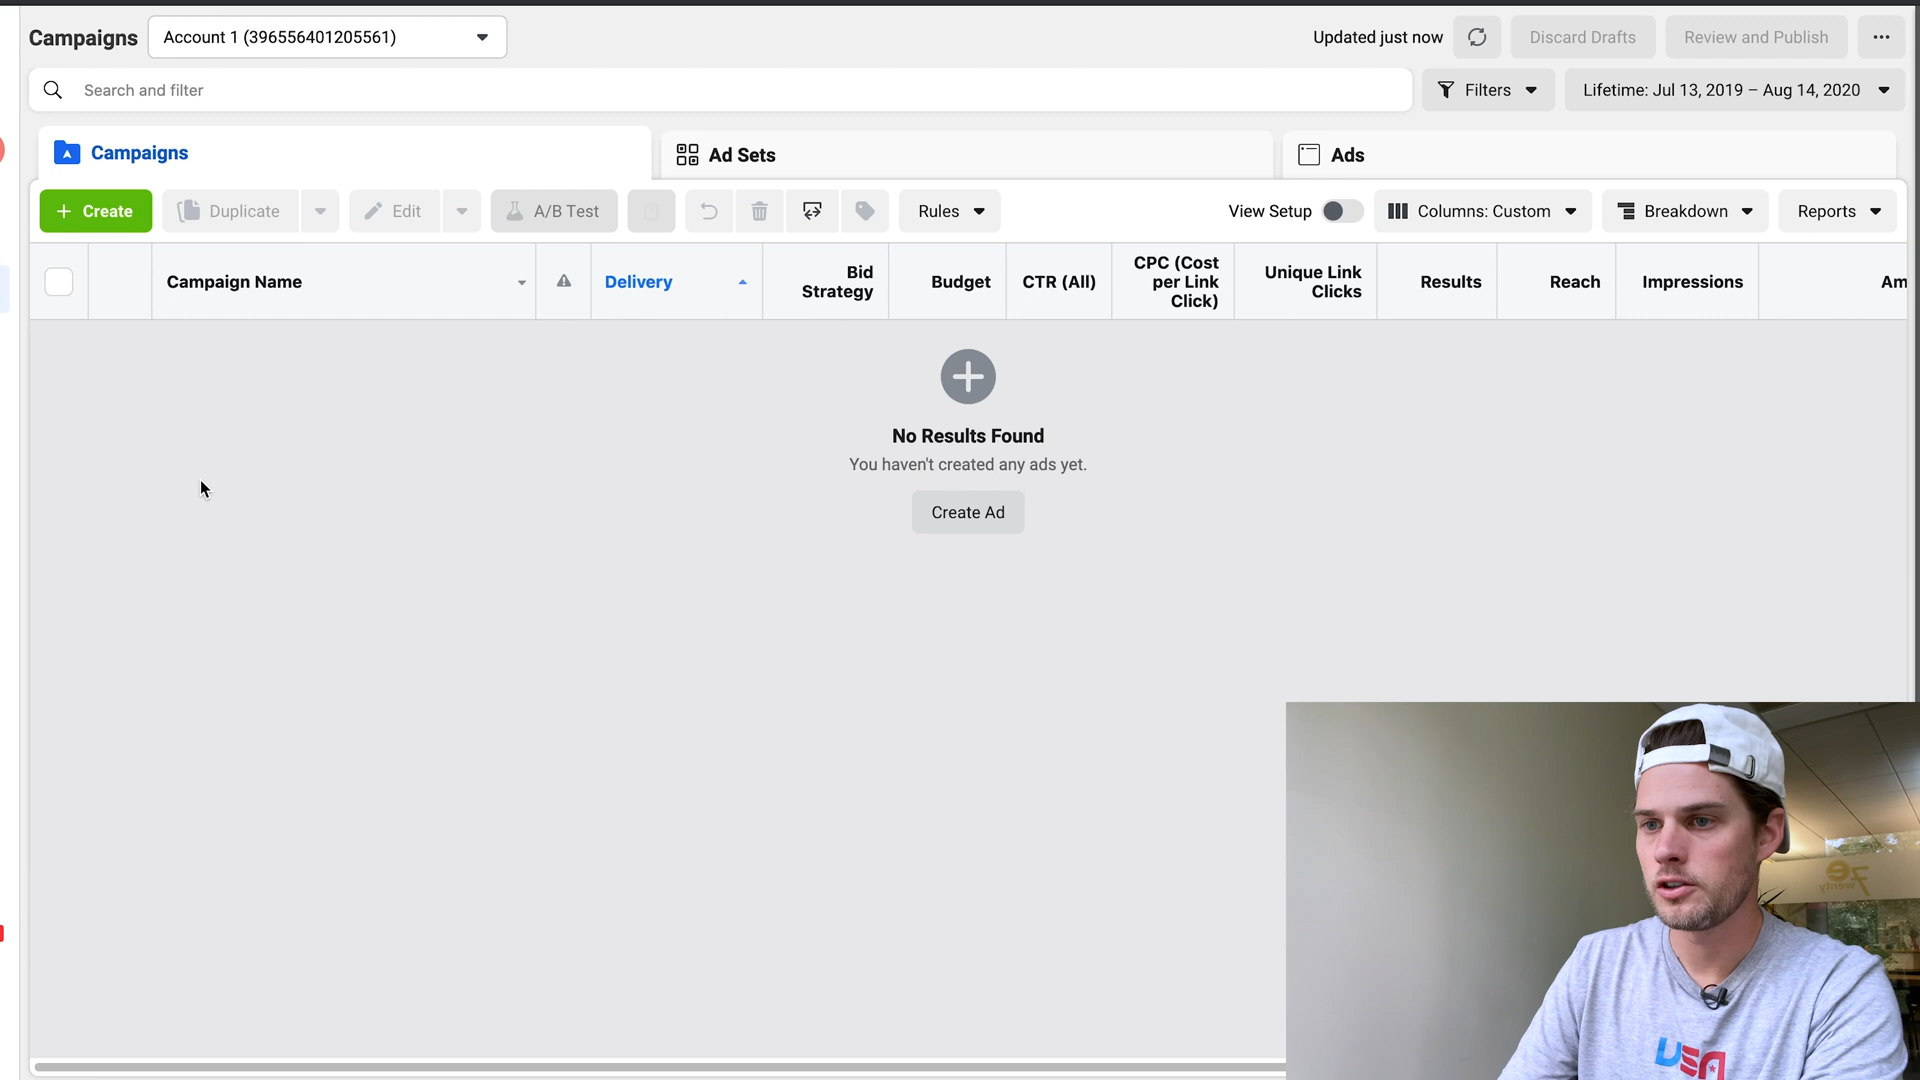 Campaigns
Account 1 (396556401205561)
Updated just now
Discard Drafts
Review and Publish
Search and filter
Filters
Lifetime: Jul 13, 2019 – Aug 14, 2020
Campaigns
Ad Sets
Ads
+ Create
Duplicate
Edit
A/B Test
Rules
View Setup
Columns: Custom
Breakdown
Reports
Campaign Name
Delivery
Bid
Strategy
Budget
CTR (All)
CPC (Cost
per Link
Click)
Unique Link
Clicks
Results
Reach
Impressions
Am
No Results Found
You haven't created any ads yet.
Create Ad
7wenty
USA